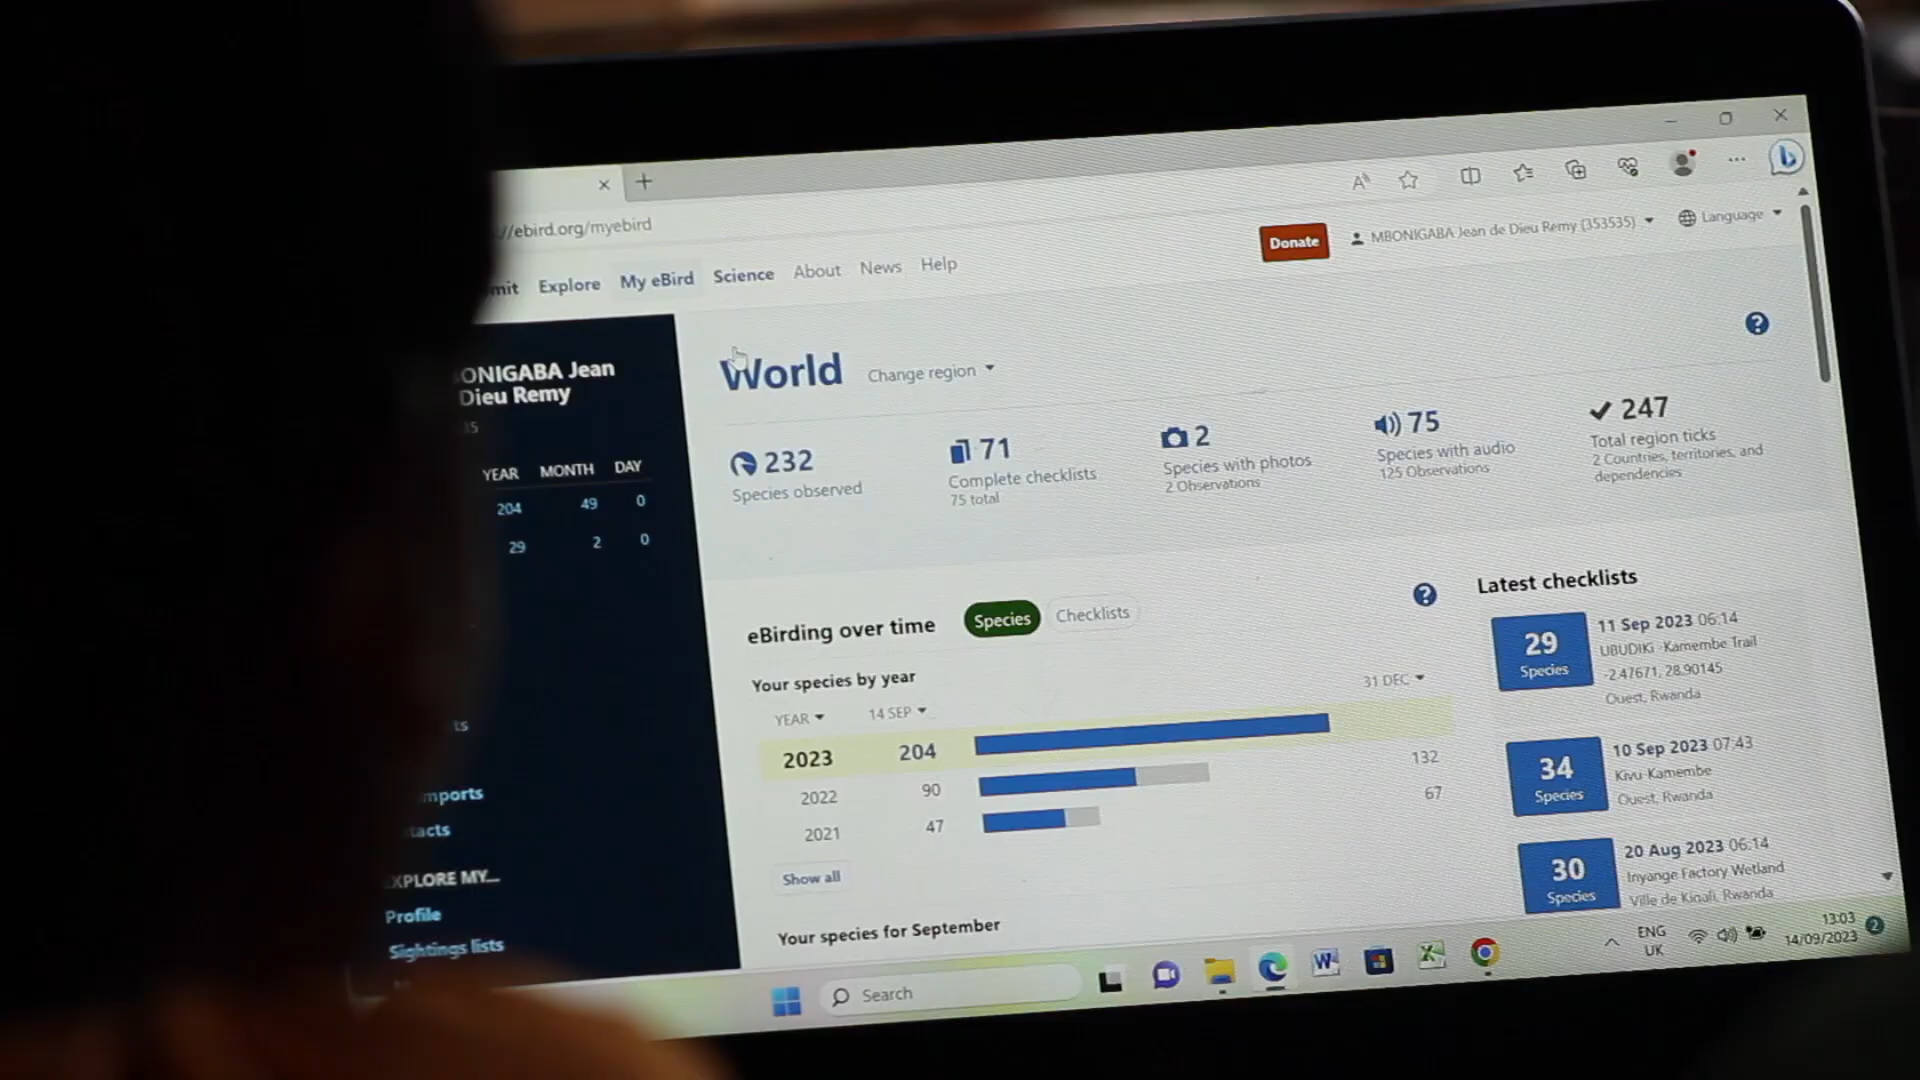 //ebird.org/myebird
Donate
MBONIGABA Jean de Dieu Remy (353535)
Language
mit Explore My eBird Science About News Help
ONIGABA Jean
Dieu Remy
YEAR MONTH DAY
204 49 0
29 2 0
ts
mports
tacts
XPLORE MY...
Profile
Sightings lists
World Change region
232
Species observed
71
Complete checklists
75 total
2
Species with photos
2 Observations
75
Species with audio
125 Observations
247
Total region ticks
2 Countries, territories, and
dependencies
eBirding over time Species Checklists
Your species by year
YEAR 14 SEP 31 DEC
2023 204
2022 90 132
2021 47 67
Show all
Your species for September
Latest checklists
29
Species
11 Sep 2023 06:14
UBUDIKi -Kamembe Trail
-2.47671, 28.90145
Ouest, Rwanda
34
Species
10 Sep 2023 07:43
Kivu-Kamembe
Ouest, Rwanda
30
Species
20 Aug 2023 06:14
Inyange Factory Wetland
Ville de Kigali, Rwanda
Search
ENG
UK
13:03
14/09/2023
2